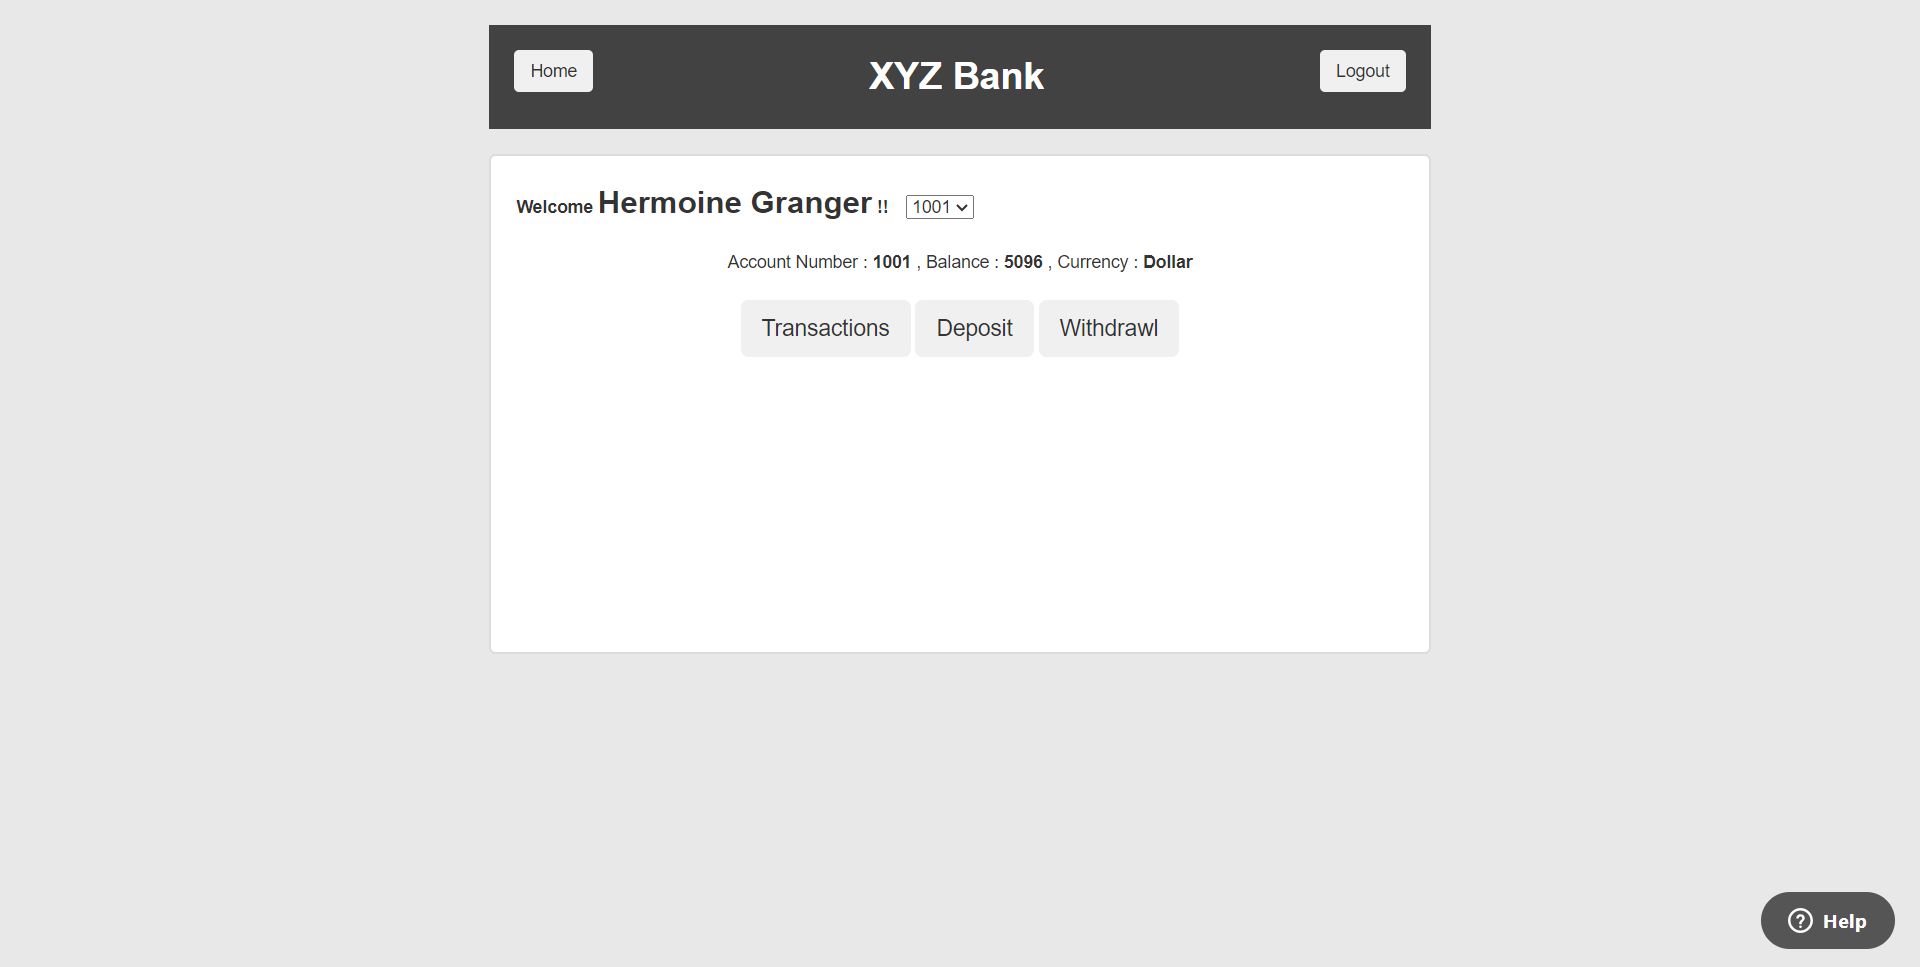 Home
XYZ Bank
Logout
Welcome Hermoine Granger !! 1001
Account Number : 1001 , Balance : 5096 , Currency : Dollar
Transactions
Deposit
Withdrawl
Help